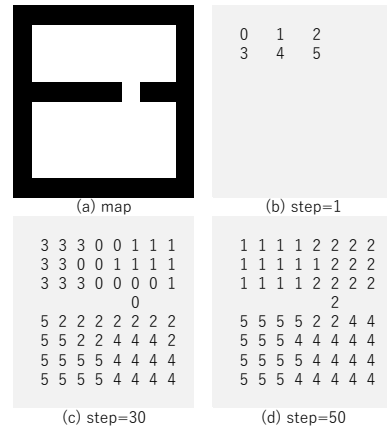 0 1 2
3 4 5
(a) map
(b) step=1
3 3 3 0 0 1 1 1
3 3 0 0 1 1 1 1
3 3 3 0 0 0 0 1
0
5 2 2 2 2 2 2 2
5 5 2 2 4 4 4 2
5 5 5 5 4 4 4 4
5 5 5 5 4 4 4 4
1 1 1 1 2 2 2 2
1 1 1 1 1 2 2 2
1 1 1 1 2 2 2 2
2
5 5 5 5 2 2 4 4
5 5 5 4 4 4 4 4
5 5 5 4 4 4 4 4
5 5 5 4 4 4 4 4
(c) step=30
(d) step=50